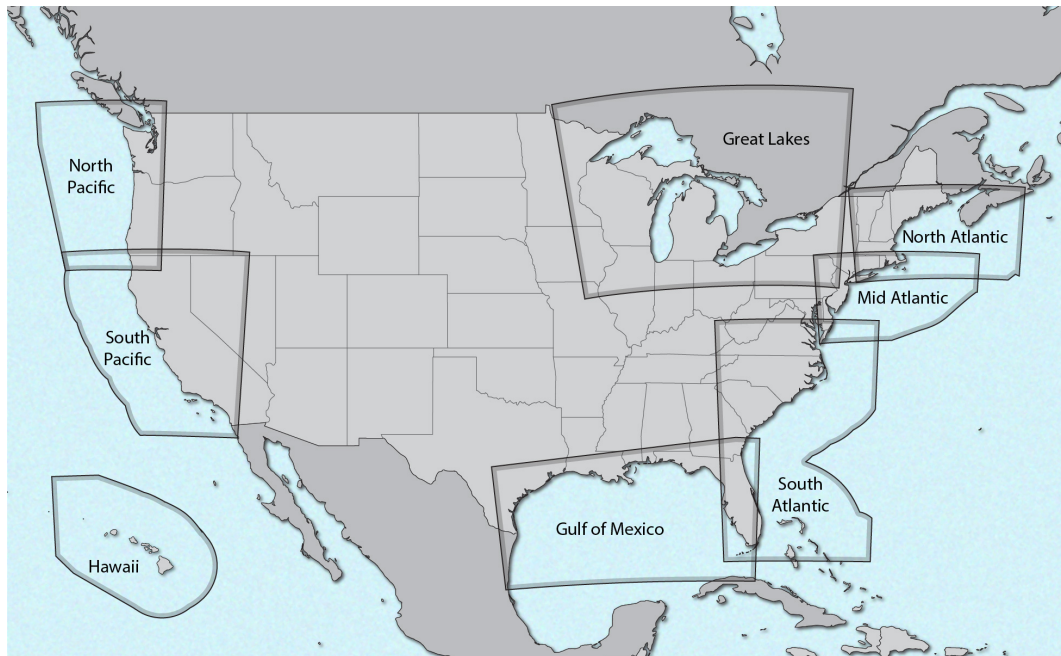 Great Lakes
North
Pacific
North Atlantic
Mid Atlantic
South
Pacific
South
Atlantic
Gulf of Mexico
Hawaii